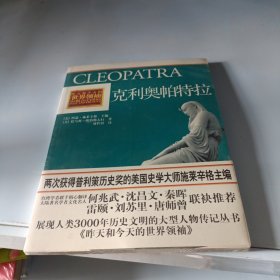 世界领袖
CLEOPATRA
克利奥帕特拉
两次获得普利策历史奖的美国史学大师施莱辛格主编
何兆武·沈昌文·秦晖
雷颐·刘苏里·唐师曾
联袂推荐
展现人类3000年历史文明的大型人物传记丛书
《昨天和今天的世界领袖》